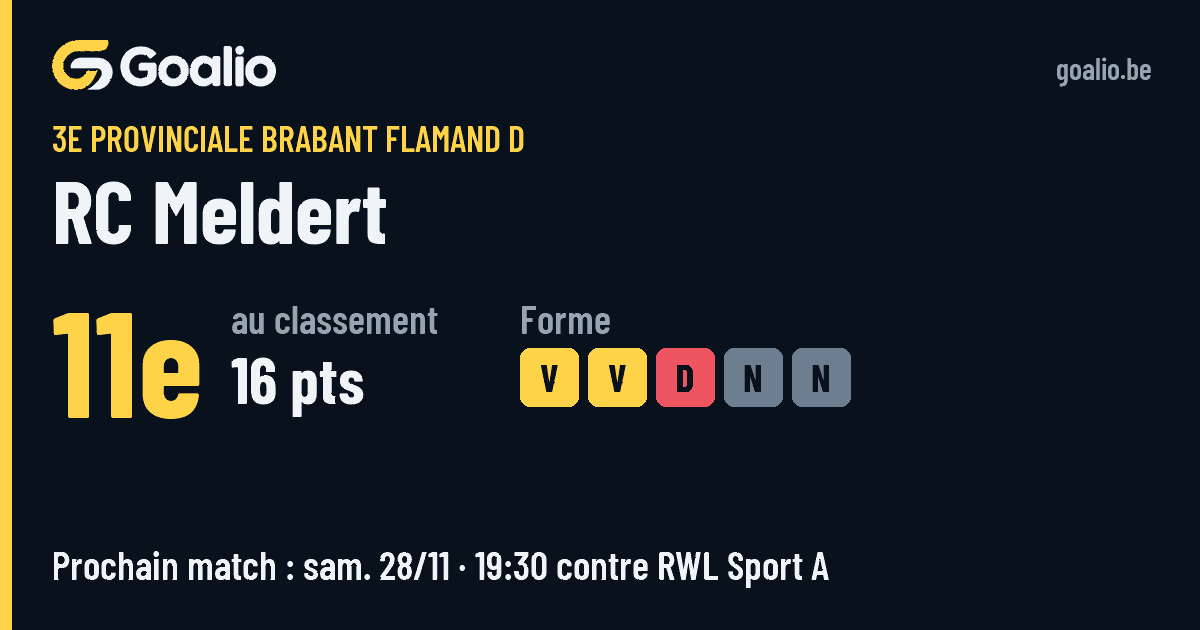 Goalio
goalio.be
3E PROVINCIALE BRABANT FLAMAND D
RC Meldert
11e
au classement
16 pts
Forme
V V D N N
Prochain match : sam. 28/11 · 19:30 contre RWL Sport A